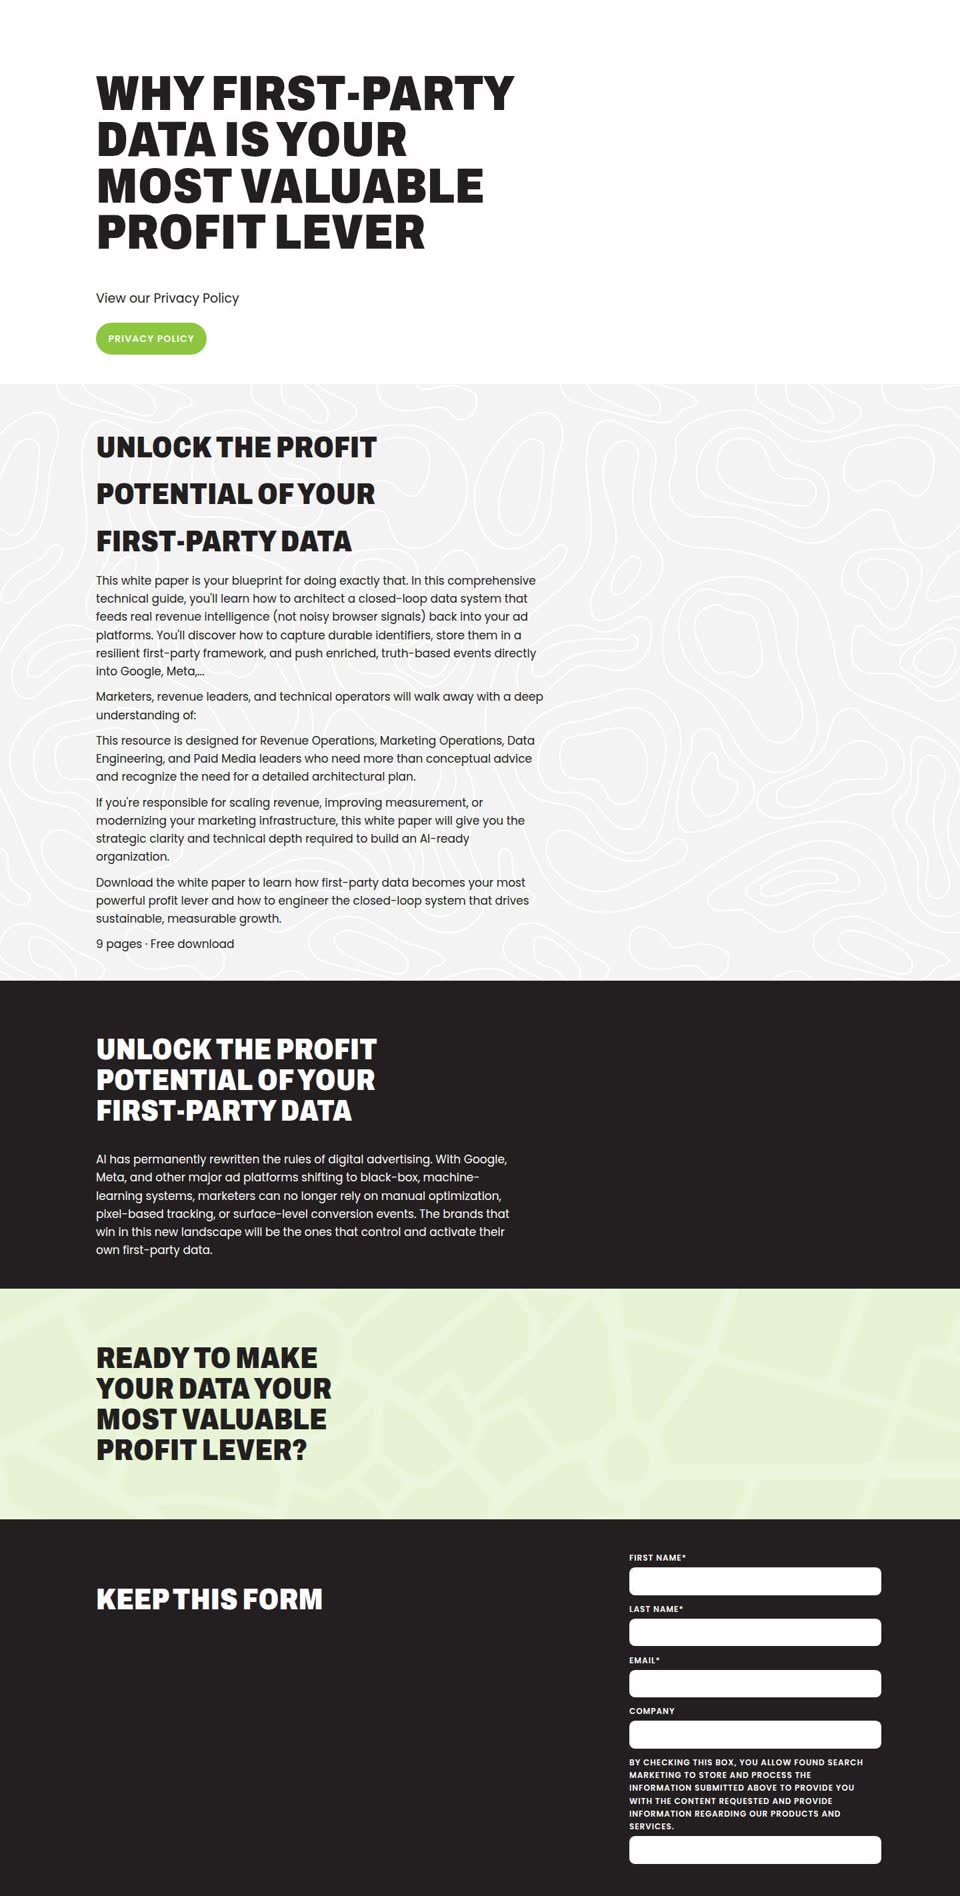 WHY FIRST-PARTY
DATA IS YOUR
MOST VALUABLE
PROFIT LEVER
View our Privacy Policy
PRIVACY POLICY
UNLOCK THE PROFIT
POTENTIAL OF YOUR
FIRST-PARTY DATA
This white paper is your blueprint for doing exactly that. In this comprehensive
technical guide, you'll learn how to architect a closed-loop data system that
feeds real revenue intelligence (not noisy browser signals) back into your ad
platforms. You'll discover how to capture durable identifiers, store them in a
resilient first-party framework, and push enriched, truth-based events directly
into Google, Meta,...
Marketers, revenue leaders, and technical operators will walk away with a deep
understanding of:
This resource is designed for Revenue Operations, Marketing Operations, Data
Engineering, and Paid Media leaders who need more than conceptual advice
and recognize the need for a detailed architectural plan.
If you're responsible for scaling revenue, improving measurement, or
modernizing your marketing infrastructure, this white paper will give you the
strategic clarity and technical depth required to build an AI-ready
organization.
Download the white paper to learn how first-party data becomes your most
powerful profit lever and how to engineer the closed-loop system that drives
sustainable, measurable growth.
9 pages · Free download
UNLOCK THE PROFIT
POTENTIAL OF YOUR
FIRST-PARTY DATA
AI has permanently rewritten the rules of digital advertising. With Google,
Meta, and other major ad platforms shifting to black-box, machine-
learning systems, marketers can no longer rely on manual optimization,
pixel-based tracking, or surface-level conversion events. The brands that
win in this new landscape will be the ones that control and activate their
own first-party data.
READY TO MAKE
YOUR DATA YOUR
MOST VALUABLE
PROFIT LEVER?
KEEP THIS FORM
FIRST NAME*
LAST NAME*
EMAIL*
COMPANY
BY CHECKING THIS BOX, YOU ALLOW FOUND SEARCH
MARKETING TO STORE AND PROCESS THE
INFORMATION SUBMITTED ABOVE TO PROVIDE YOU
WITH THE CONTENT REQUESTED AND PROVIDE
INFORMATION REGARDING OUR PRODUCTS AND
SERVICES.